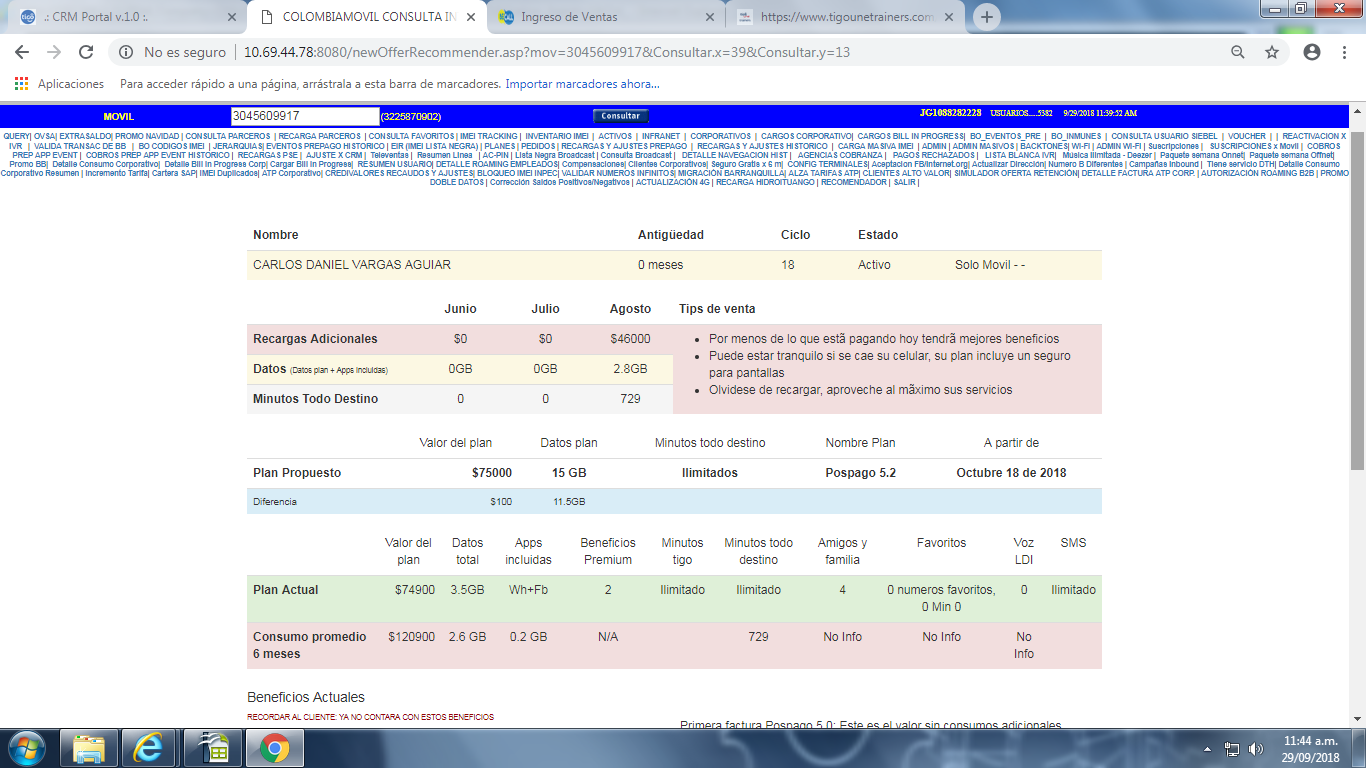 .: CRM Portal v.1.0 :.
COLOMBIAMOVIL CONSULTA IN
Ingreso de Ventas
https://www.tigounetrainers.com
No es seguro
10.69.44.78:8080/newOfferRecommender.asp?mov=3045609917&Consultar.x=39&Consultar.y=13
Aplicaciones
Para acceder rápido a una página, arrástrala a esta barra de marcadores. Importar marcadores ahora...
MOVIL
3045609917
(3225870902)
Consultar
JG1088282228 USUARIOS.....5382 9/29/2018 11:39:52 AM
QUERY| OVSA| EXTRASALDO| PROMO NAVIDAD | CONSULTA PARCEROS | RECARGA PARCEROS | CONSULTA FAVORITOS | IMEI TRACKING | INVENTARIO IMEI | ACTIVOS | INFRANET | CORPORATIVOS | CARGOS CORPORATIVO| CARGOS BILL IN PROGRESS| BO_EVENTOS_PRE | BO_INMUNES | CONSULTA USUARIO SIEBEL | VOUCHER | | REACTIVACION X
IVR | VALIDA TRANSAC DE BB | BO CODIGOS IMEI | JERARQUIAS| EVENTOS PREPAGO HISTORICO | EIR (IMEI LISTA NEGRA) | PLANES | PEDIDOS | RECARGAS Y AJUSTES PREPAGO | RECARGAS Y AJUSTES HISTORICO | CARGA MASIVA IMEI | ADMIN | ADMIN MASIVOS | BACKTONES| WI-FI | ADMIN WI-FI | Suscripciones | SUSCRIPCIONES x Movil | COBROS
PREP APP EVENT | COBROS PREP APP EVENT HISTORICO | RECARGAS PSE | AJUSTE X CRM | Televentas | Resumen Linea | AC-PIN | Lista Negra Broadcast | Consulta Broadcast | DETALLE NAVEGACION HIST | AGENCIAS COBRANZA | PAGOS RECHAZADOS | LISTA BLANCA IVR| Música Ilimitada - Deezer | Paquete semana Onnet| Paquete semana Offnet|
Promo BB| Detalle Consumo Corporativo| Detalle Bill In Progress Corp| Cargar Bill In Progress| RESUMEN USUARIO| DETALLE ROAMING EMPLEADOS| Compensaciones| Clientes Corporativos| Seguro Gratis x 6 m| CONFIG TERMINALES| Aceptacion FB/Internet.org| Actualizar Dirección| Numero B Diferentes | Campañas Inbound | Tiene servicio DTH| Detalle Consumo
Corporativo Resumen | Incremento Tarifa| Cartera SAP| IMEI Duplicados| ATP Corporativo| CREDIVALORES RECAUDOS Y AJUSTES| BLOQUEO IMEI INPEC| VALIDAR NUMEROS INFINITOS| MIGRACIÓN BARRANQUILLA| ALZA TARIFAS ATP| CLIENTES ALTO VALOR| SIMULADOR OFERTA RETENCIÓN| DETALLE FACTURA ATP CORP. | AUTORIZACIÓN ROAMING B2B | PROMO
DOBLE DATOS | Corrección Saldos Positivos/Negativos | ACTUALIZACIÓN 4G | RECARGA HIDROITUANGO | RECOMENDADOR | SALIR |
Nombre Antigüedad Ciclo Estado
CARLOS DANIEL VARGAS AGUIAR 0 meses 18 Activo Solo Movil - -
Junio Julio Agosto Tips de venta
Recargas Adicionales $0 $0 $46000
Datos (Datos plan + Apps Incluidas) 0GB 0GB 2.8GB
Minutos Todo Destino 0 0 729
Por menos de lo que estã pagando hoy tendrã mejores beneficios
Puede estar tranquilo si se cae su celular, su plan incluye un seguro
para pantallas
Olvidese de recargar, aproveche al mãximo sus servicios
Valor del plan Datos plan Minutos todo destino Nombre Plan A partir de
Plan Propuesto $75000 15 GB Ilimitados Pospago 5.2 Octubre 18 de 2018
Diferencia $100 11.5GB
Valor del plan Datos total Apps incluidas Beneficios Premium Minutos tigo Minutos todo destino Amigos y familia Favoritos Voz LDI SMS
Plan Actual $74900 3.5GB Wh+Fb 2 Ilimitado Ilimitado 4 0 numeros favoritos, 0 Min 0 0 Ilimitado
Consumo promedio 6 meses $120900 2.6 GB 0.2 GB N/A 729 No Info No Info No Info
Beneficios Actuales
RECORDAR AL CLIENTE: YA NO CONTARA CON ESTOS BENEFICIOS
Primera factura Pospago 5.0: Este es el valor sin consumos adicionales
11:44 a.m.
29/09/2018